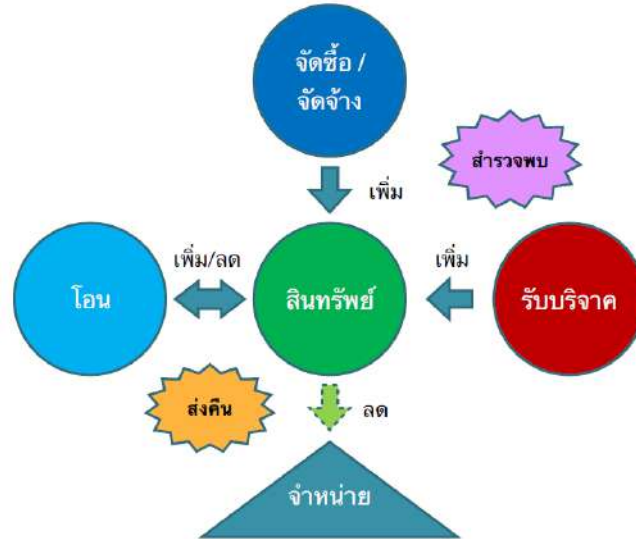 จัดซื้อ /
จัดจ้าง
สำรวจพบ
เพิ่ม
เพิ่ม/ลด
เพิ่ม
โอน
สินทรัพย์
รับบริจาค
ส่งคืน
ลด
จำหน่าย